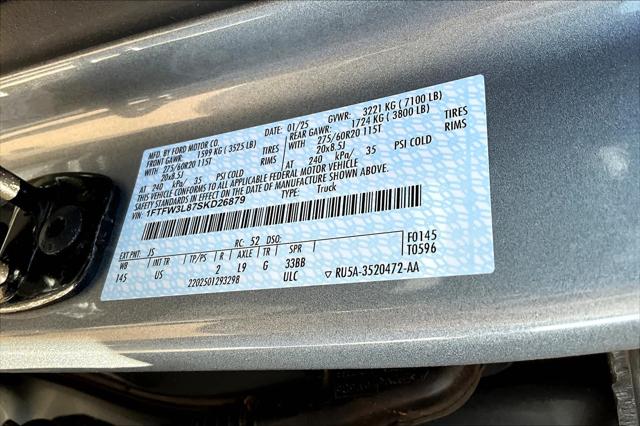 MFD. BY FORD MOTOR CO.
DATE: 01/25 GVWR: 3221 KG ( 7100 LB)
FRONT GAWR: 1599 KG ( 3525 LB) REAR GAWR: 1724 KG ( 3800 LB)
WITH 275/60R20 115T TIRES WITH 275/60R20 115T TIRES
20x8.5J RIMS 20x8.5J RIMS
AT 240 kPa/ 35 PSI COLD AT 240 kPa/ 35 PSI COLD
THIS VEHICLE CONFORMS TO ALL APPLICABLE FEDERAL MOTOR VEHICLE
SAFETY STANDARDS IN EFFECT ON THE DATE OF MANUFACTURE SHOWN ABOVE.
VIN: 1FTFW3L87SKD26879 TYPE: Truck
EXT PNT: JS RC: 52 DSO: F0145
WB INT TR TP/PS R AXLE TR SPR T0596
145 US 2 L9 G 33BB
2202501293298 ULC RU5A-3520472-AA